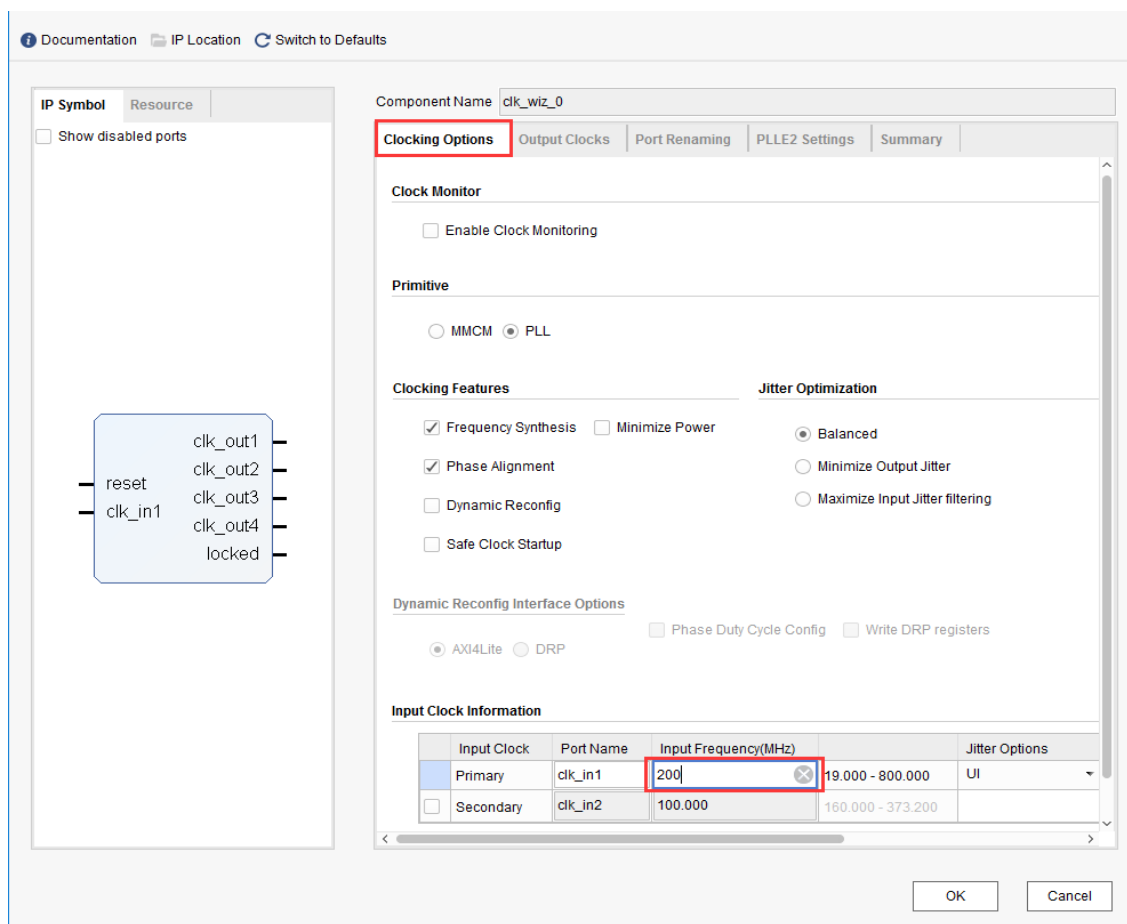 Documentation IP Location Switch to Defaults
IP Symbol Resource
Show disabled ports
reset
clk_in1
clk_out1
clk_out2
clk_out3
clk_out4
locked
Component Name clk_wiz_0
Clocking Options Output Clocks Port Renaming PLLE2 Settings Summary
Clock Monitor
Enable Clock Monitoring
Primitive
MMCM PLL
Clocking Features
Frequency Synthesis Minimize Power
Phase Alignment
Dynamic Reconfig
Safe Clock Startup
Jitter Optimization
Balanced
Minimize Output Jitter
Maximize Input Jitter filtering
Dynamic Reconfig Interface Options
AXI4Lite DRP
Phase Duty Cycle Config Write DRP registers
Input Clock Information
Input Clock Port Name Input Frequency(MHz) Jitter Options
Primary clk_in1 200 19.000 - 800.000 UI
Secondary clk_in2 100.000 160.000 - 373.200
OK Cancel